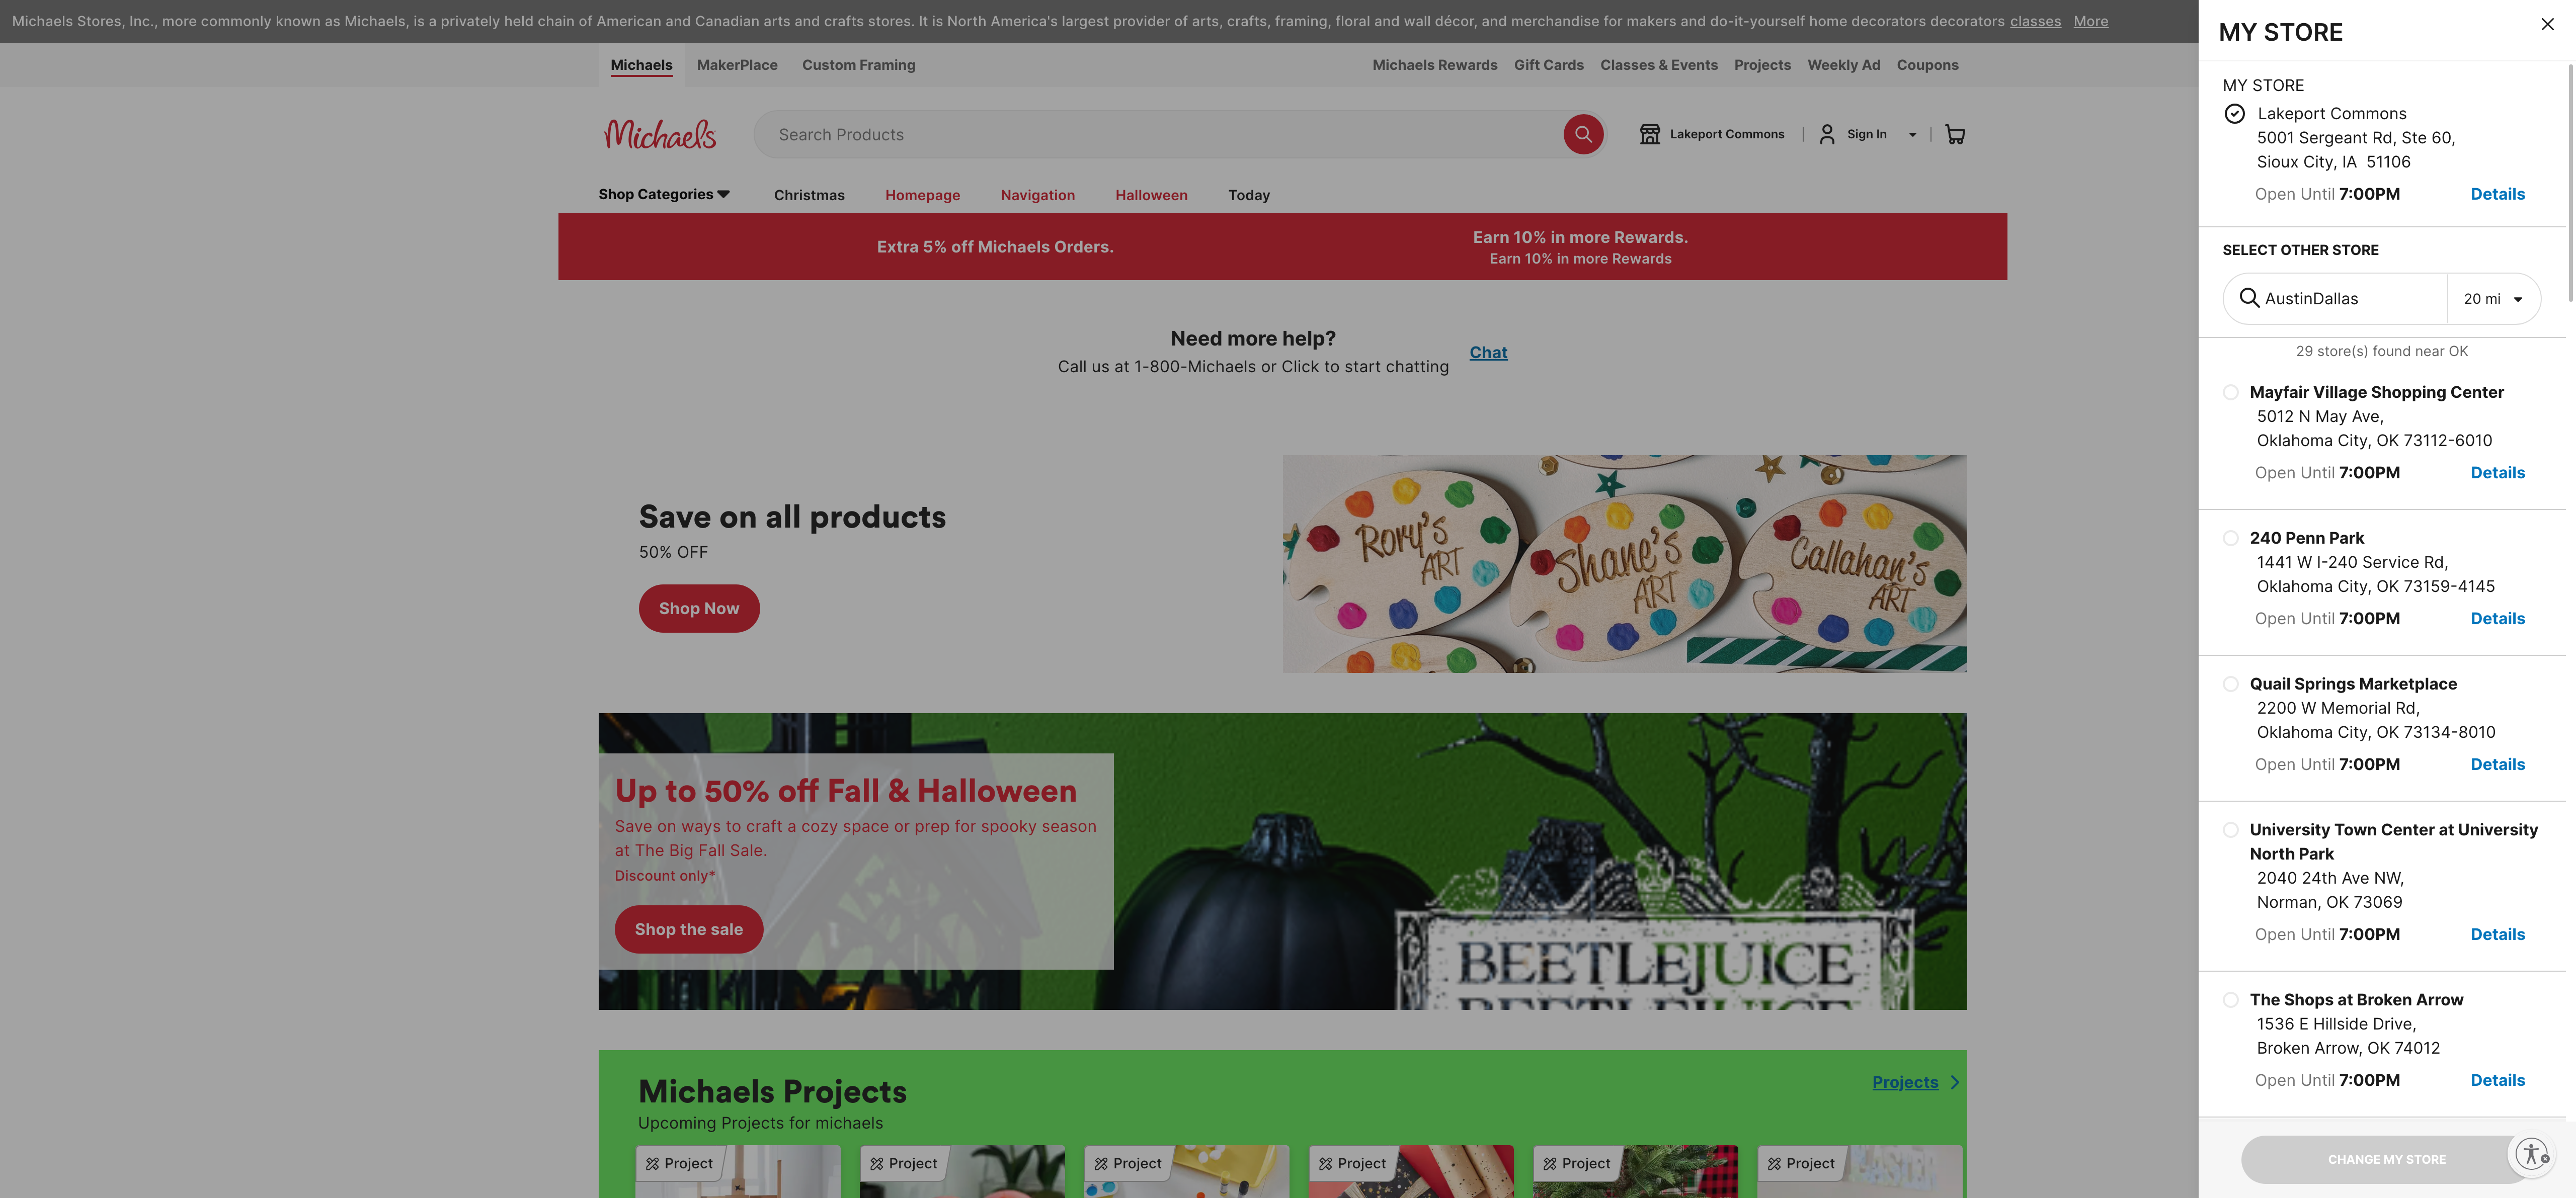 Michaels Stores, Inc., more commonly known as Michaels, is a privately held chain of American and Canadian arts and crafts stores. It is North America's largest provider of arts, crafts, framing, floral and wall décor, and merchandise for makers and do-it-yourself home decorators decorators classes More
Michaels MakerPlace Custom Framing Michaels Rewards Gift Cards Classes & Events Projects Weekly Ad Coupons
Michaels Search Products Lakeport Commons Sign In
Shop Categories Christmas Homepage Navigation Halloween Today
Extra 5% off Michaels Orders.
Earn 10% in more Rewards.
Earn 10% in more Rewards
Need more help?
Call us at 1-800-Michaels or Click to start chatting
Chat
Save on all products
50% OFF
Shop Now
Rory's
ART
Shane's
ART
Callahan's
ART
Up to 50% off Fall & Halloween
Save on ways to craft a cozy space or prep for spooky season
at The Big Fall Sale.
Discount only*
Shop the sale
BEETLEJUICE
BEETLEJUICE
Michaels Projects
Projects
Upcoming Projects for michaels
Project Project Project Project Project Project
MY STORE
MY STORE
Lakeport Commons
5001 Sergeant Rd, Ste 60,
Sioux City, IA 51106
Open Until 7:00PM Details
SELECT OTHER STORE
AustinDallas 20 mi
29 store(s) found near OK
Mayfair Village Shopping Center
5012 N May Ave,
Oklahoma City, OK 73112-6010
Open Until 7:00PM Details
240 Penn Park
1441 W I-240 Service Rd,
Oklahoma City, OK 73159-4145
Open Until 7:00PM Details
Quail Springs Marketplace
2200 W Memorial Rd,
Oklahoma City, OK 73134-8010
Open Until 7:00PM Details
University Town Center at University
North Park
2040 24th Ave NW,
Norman, OK 73069
Open Until 7:00PM Details
The Shops at Broken Arrow
1536 E Hillside Drive,
Broken Arrow, OK 74012
Open Until 7:00PM Details
CHANGE MY STORE